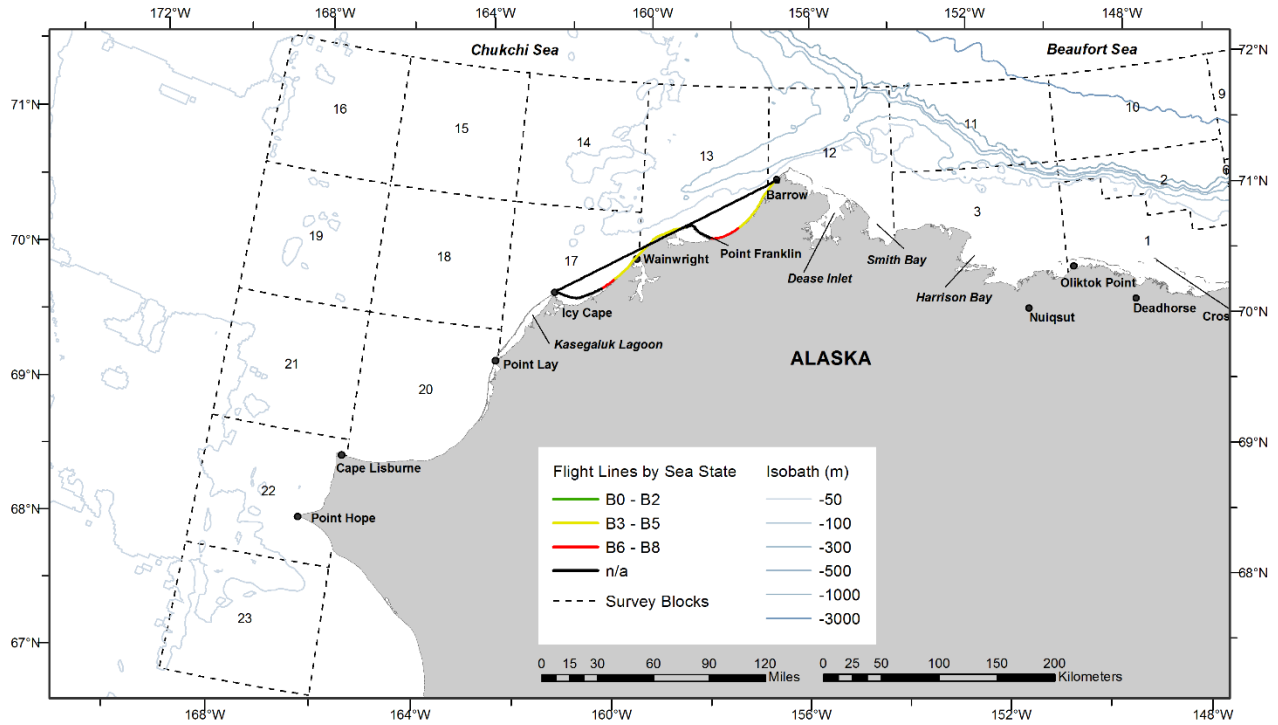 172°W 168°W 164°W 160°W 156°W 152°W 148°W
Chukchi Sea
Beaufort Sea
72°N
71°N
70°N
69°N
68°N
67°N
72°N
71°N
70°N
69°N
68°N
16
15
14
13
12
11
10
9
6
2
3
1
19
18
17
21
20
22
23
Barrow
Wainwright
Point Franklin
Dease Inlet
Smith Bay
Harrison Bay
Oliktok Point
Nuiqsut
Deadhorse
Cros
Icy Cape
Kasegaluk Lagoon
Point Lay
ALASKA
Cape Lisburne
Point Hope
Flight Lines by Sea State
B0 - B2
B3 - B5
B6 - B8
n/a
Survey Blocks
Isobath (m)
-50
-100
-300
-500
-1000
-3000
0 15 30 60 90 120
Miles
0 25 50 100 150 200
Kilometers
168°W 164°W 160°W 156°W 152°W 148°W